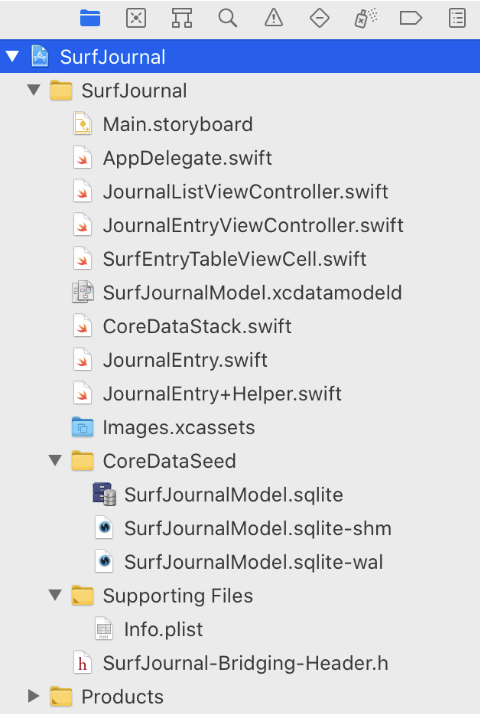 SurfJournal
SurfJournal
Main.storyboard
AppDelegate.swift
JournalListViewController.swift
JournalEntryViewController.swift
SurfEntryTableViewCell.swift
SurfJournalModel.xcdatamodeld
CoreDataStack.swift
JournalEntry.swift
JournalEntry+Helper.swift
Images.xcassets
CoreDataSeed
SurfJournalModel.sqlite
SurfJournalModel.sqlite-shm
SurfJournalModel.sqlite-wal
Supporting Files
Info.plist
h SurfJournal-Bridging-Header.h
Products